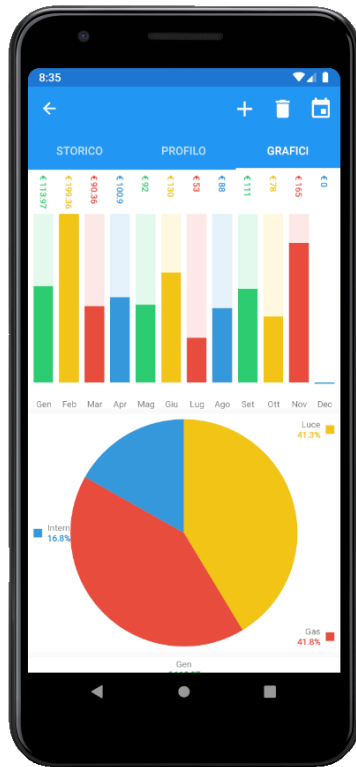 8:35
STORICO PROFILO GRAFICI
€ 113.97 € 199.36 € 90.36 € 100.9 € 92 € 130 € 53 € 88 € 111 € 78 € 165 € 0
Gen Feb Mar Apr Mag Giu Lug Ago Set Ott Nov Dec
Luce
41.3%
Intern
16.8%
Gas
41.8%
Gen